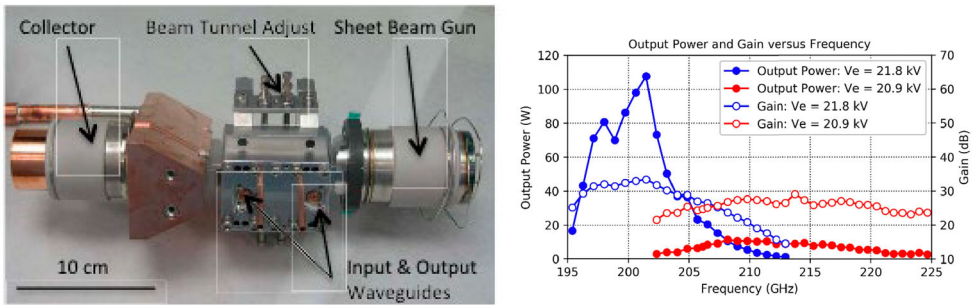 Collector
Beam Tunnel Adjust
Sheet Beam Gun
10 cm
Input & Output
Waveguides
Output Power and Gain versus Frequency
Output Power (W)
120
100
80
60
40
20
0
Output Power: Ve = 21.8 kV
Output Power: Ve = 20.9 kV
Gain: Ve = 21.8 kV
Gain: Ve = 20.9 kV
70
60
50
40
30
20
10
Gain (dB)
195 200 205 210 215 220 225
Frequency (GHz)